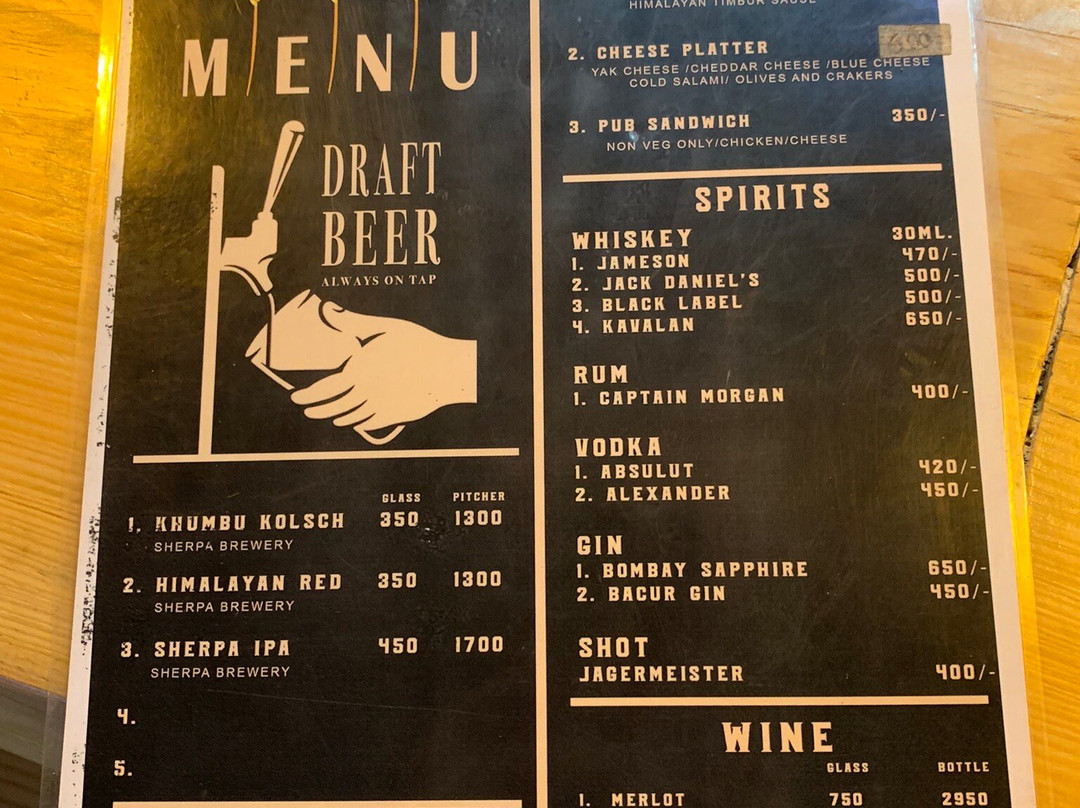 MENU
DRAFT
BEER
ALWAYS ON TAP
GLASS PITCHER
1. KHUMBU KOLSCH 350 1300
SHERPA BREWERY
2. HIMALAYAN RED 350 1300
SHERPA BREWERY
3. SHERPA IPA 450 1700
SHERPA BREWERY
4.
5.
HIMALAYAN TIMBUR SAUSE
2. CHEESE PLATTER
YAK CHEESE /CHEDDAR CHEESE /BLUE CHEESE
COLD SALAMI/ OLIVES AND CRAKERS
3. PUB SANDWICH 350/-
NON VEG ONLY/CHICKEN/CHEESE
SPIRITS
WHISKEY 30ML.
1. JAMESON 470/-
2. JACK DANIEL'S 500/-
3. BLACK LABEL 500/-
4. KAVALAN 650/-
RUM
1. CAPTAIN MORGAN 400/-
VODKA
1. ABSULUT 420/-
2. ALEXANDER 450/-
GIN
1. BOMBAY SAPPHIRE 650/-
2. BACUR GIN 450/-
SHOT
JAGERMEISTER 400/-
WINE
GLASS BOTTLE
1. MERLOT 750 2950